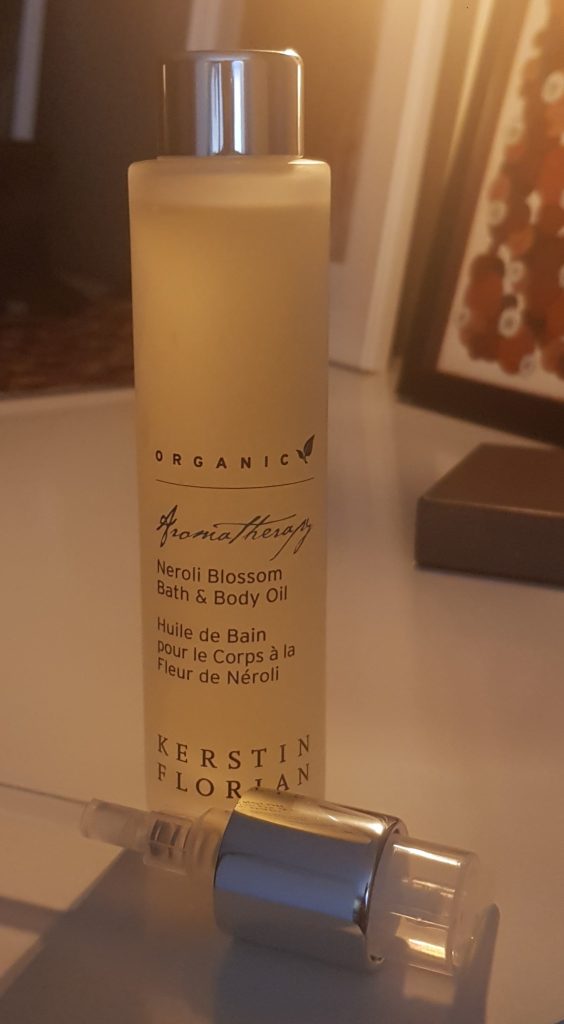 ORGANIC
Aromatherapy
Neroli Blossom
Bath & Body Oil
Huile de Bain
pour le Corps à la
Fleur de Néroli
KERSTIN
FLORIAN